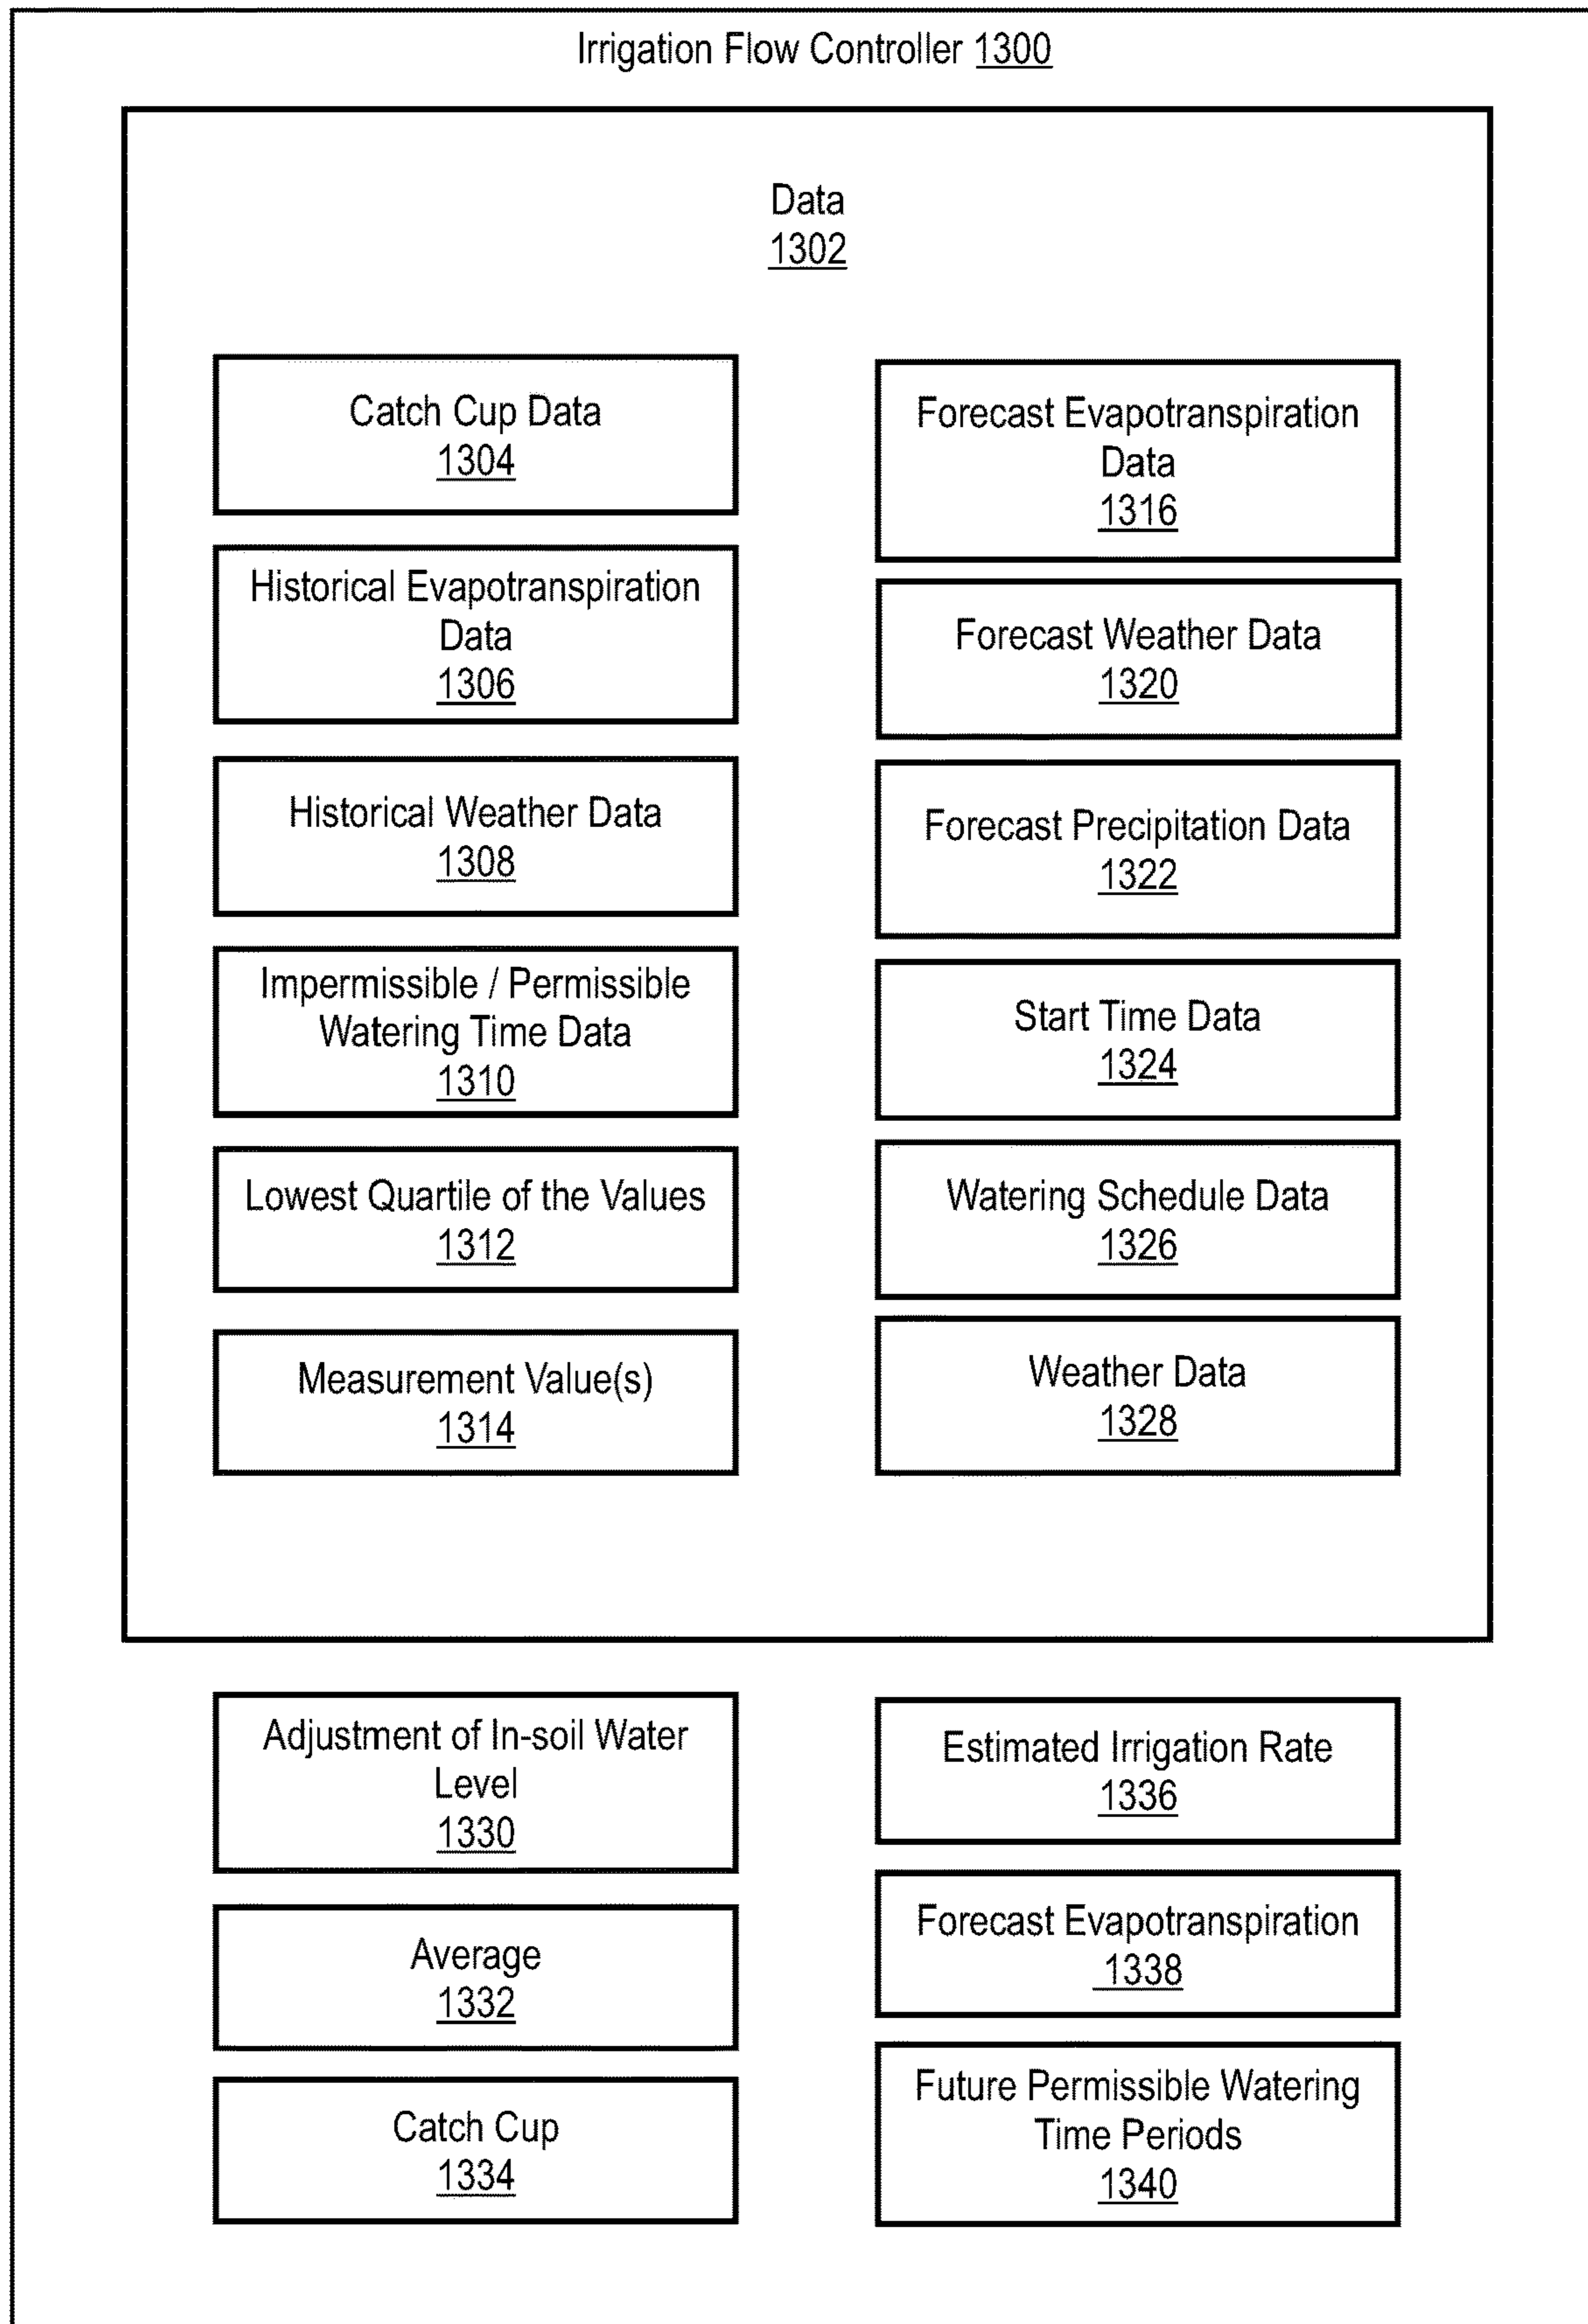 Irrigation Flow Controller 1300
Data
1302
Catch Cup Data
1304
Historical Evapotranspiration
Data
1306
Historical Weather Data
1308
Impermissible / Permissible
Watering Time Data
1310
Lowest Quartile of the Values
1312
Measurement Value(s)
1314
Forecast Evapotranspiration
Data
1316
Forecast Weather Data
1320
Forecast Precipitation Data
1322
Start Time Data
1324
Watering Schedule Data
1326
Weather Data
1328
Adjustment of In-soil Water
Level
1330
Average
1332
Catch Cup
1334
Estimated Irrigation Rate
1336
Forecast Evapotranspiration
1338
Future Permissible Watering
Time Periods
1340